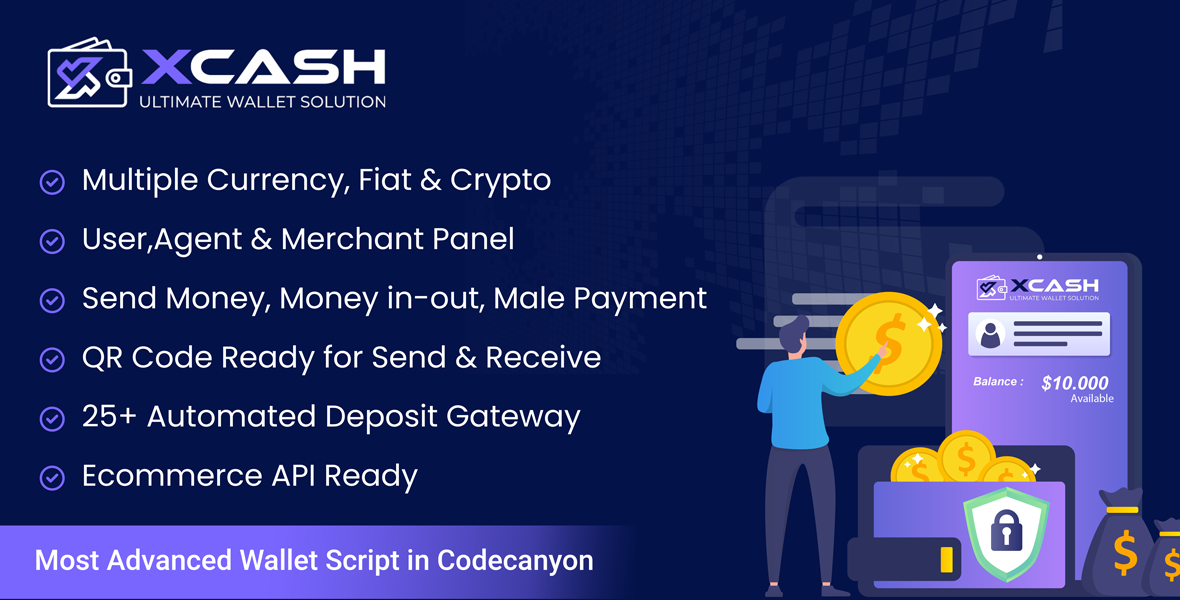 XCASH
ULTIMATE WALLET SOLUTION
Multiple Currency, Fiat & Crypto
User,Agent & Merchant Panel
Send Money, Money in-out, Male Payment
QR Code Ready for Send & Receive
25+ Automated Deposit Gateway
Ecommerce API Ready
Most Advanced Wallet Script in Codecanyon
XCASH
ULTIMATE WALLET SOLUTION
Balance : $10.000
Available
$
$
$
$
$
$